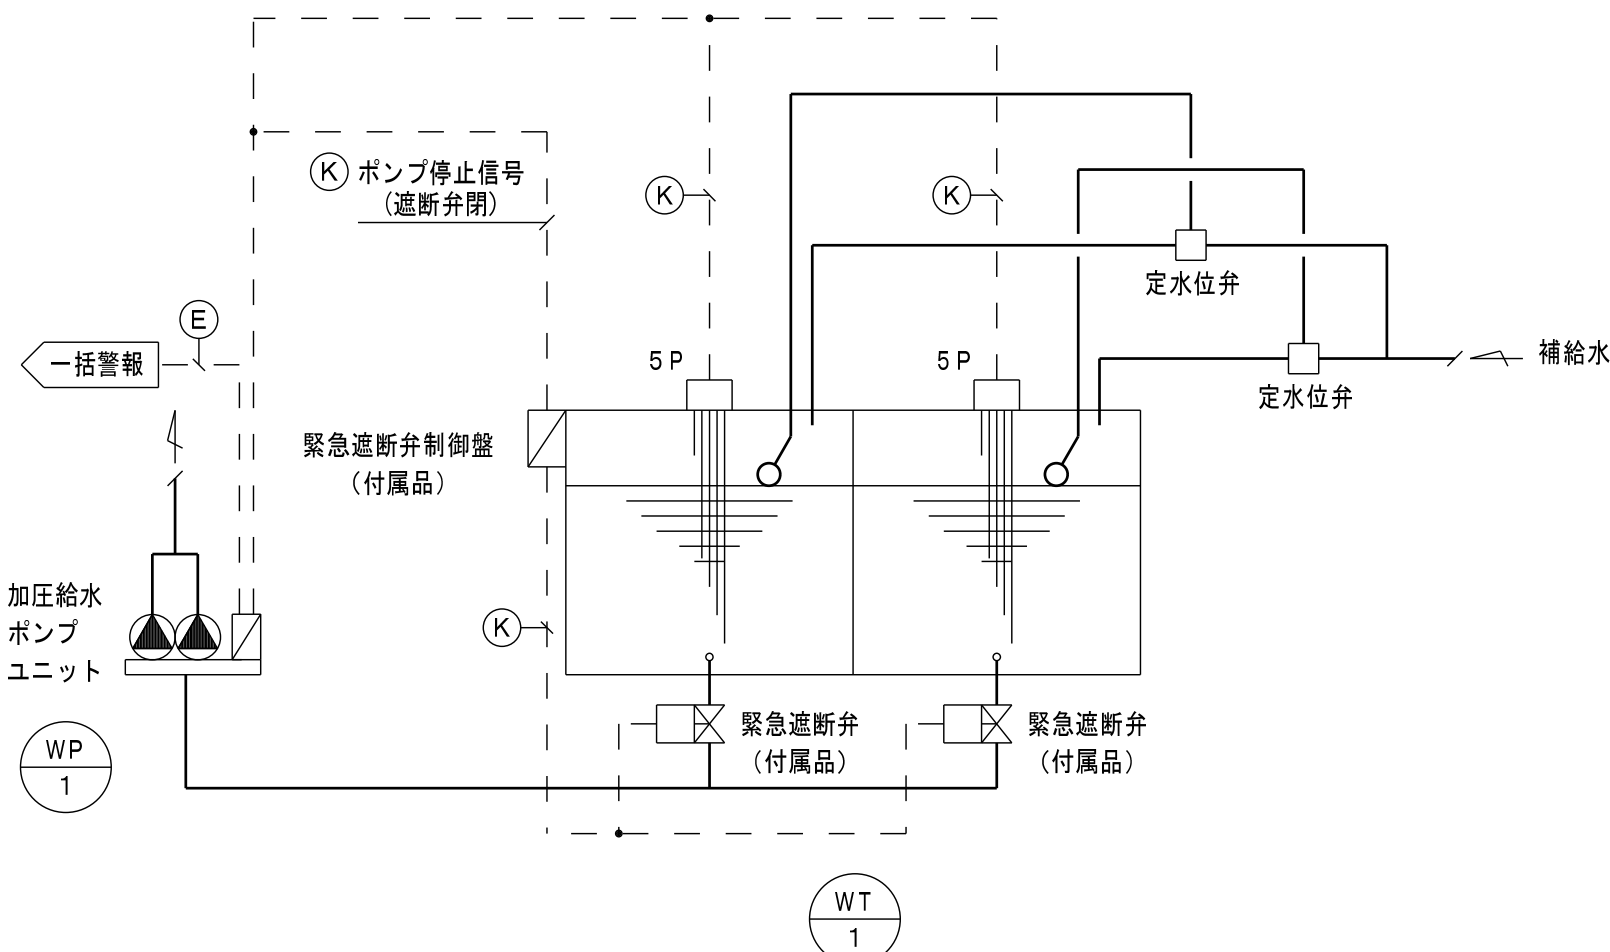 K ポンプ停止信号
（遮断弁閉）
K
K
定水位弁
E
一括警報
5P
5P
補給水
定水位弁
緊急遮断弁制御盤
（付属品）
加圧給水
ポンプ
ユニット
K
緊急遮断弁
（付属品）
緊急遮断弁
（付属品）
WP
1
WT
1